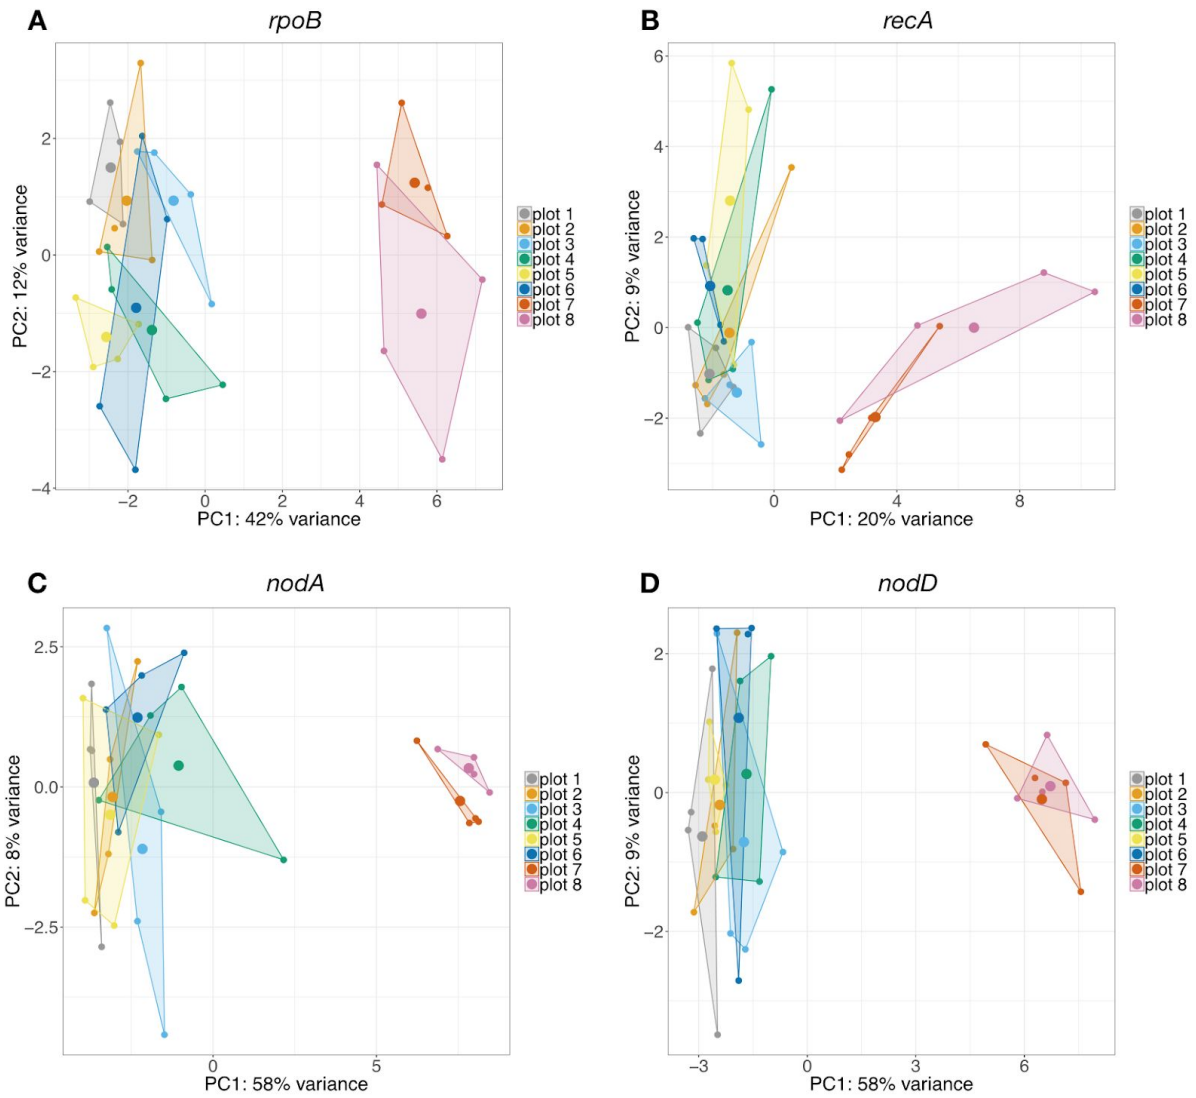 A rpoB
2
0
−2
−4
PC2: 12% variance
−2 0 2 4 6
PC1: 42% variance
plot 1
plot 2
plot 3
plot 4
plot 5
plot 6
plot 7
plot 8
B recA
6
4
2
0
−2
PC2: 9% variance
0 4 8
PC1: 20% variance
plot 1
plot 2
plot 3
plot 4
plot 5
plot 6
plot 7
plot 8
C nodA
2.5
0.0
−2.5
PC2: 8% variance
0 5
PC1: 58% variance
plot 1
plot 2
plot 3
plot 4
plot 5
plot 6
plot 7
plot 8
D nodD
2
0
−2
PC2: 9% variance
−3 0 3 6
PC1: 58% variance
plot 1
plot 2
plot 3
plot 4
plot 5
plot 6
plot 7
plot 8